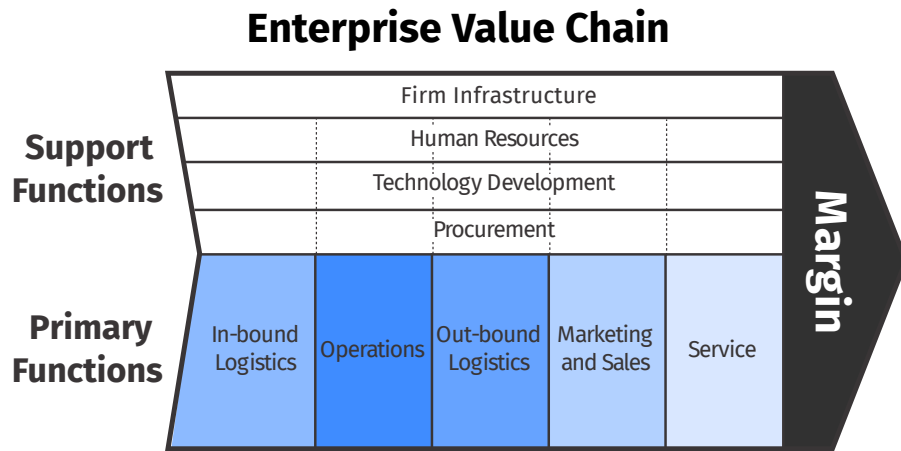 Enterprise Value Chain
Support
Functions
Firm Infrastructure
Human Resources
Technology Development
Procurement
Primary
Functions
In-bound
Logistics
Operations
Out-bound
Logistics
Marketing
and Sales
Service
Margin